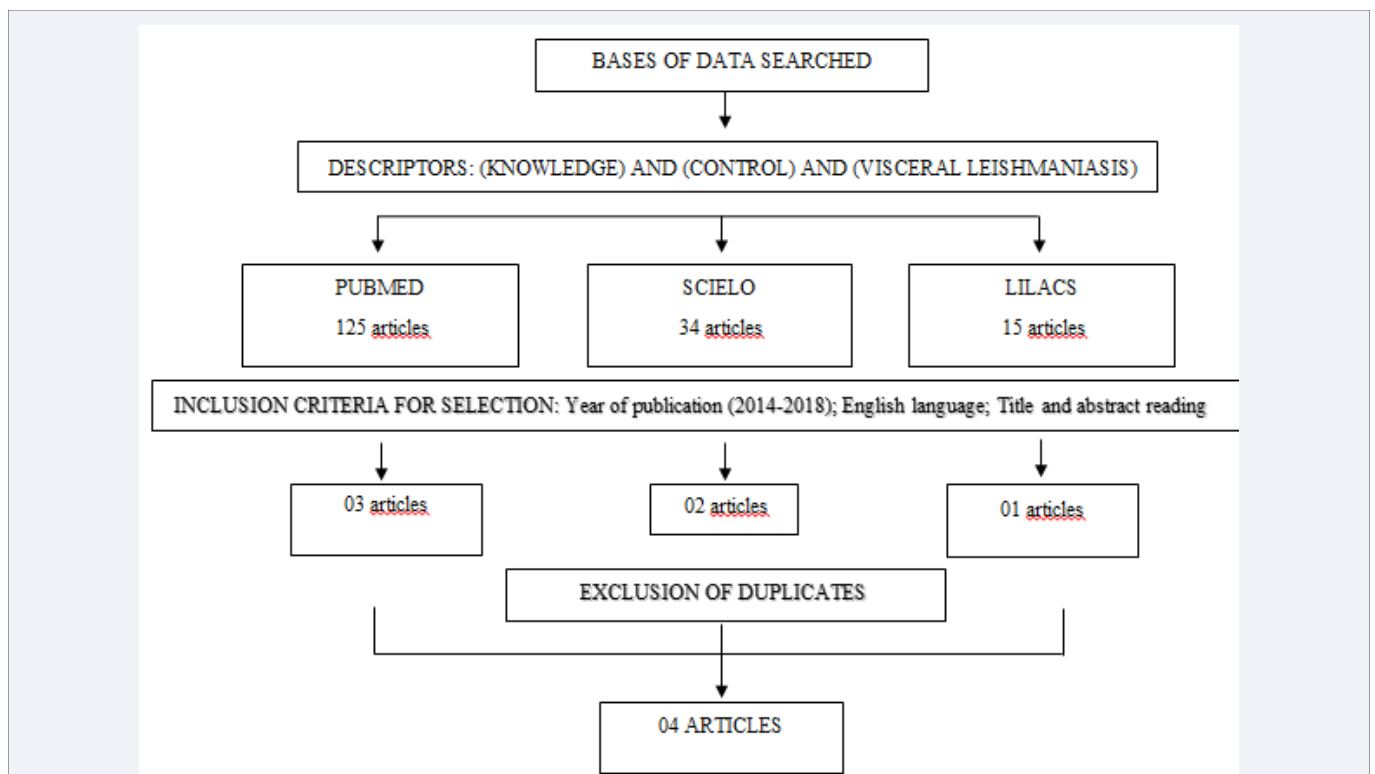 BASES OF DATA SEARCHED
DESCRIPTORS: (KNOWLEDGE) AND (CONTROL) AND (VISCERAL LEISHMANIASIS)
PUBMED
125 articles
SCIELO
34 articles
LILACS
15 articles
INCLUSION CRITERIA FOR SELECTION: Year of publication (2014-2018); English language; Title and abstract reading
03 articles
02 articles
01 articles
EXCLUSION OF DUPLICATES
04 ARTICLES